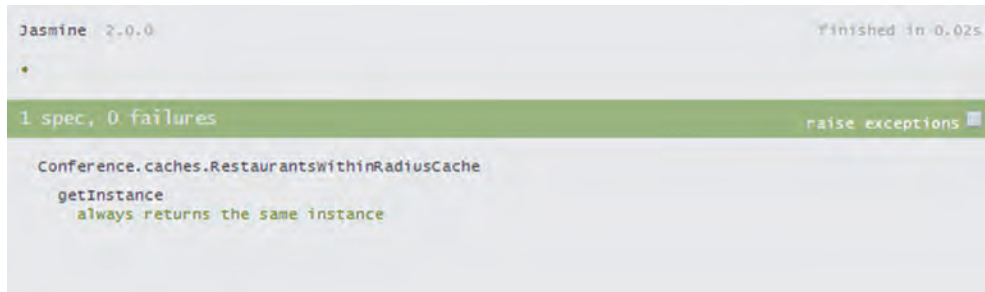 Jasmine 2.0.0 finished in 0.02s
1 spec, 0 failures raise exceptions
Conference.caches.RestaurantsWithinRadiusCache
getInstance
always returns the same instance